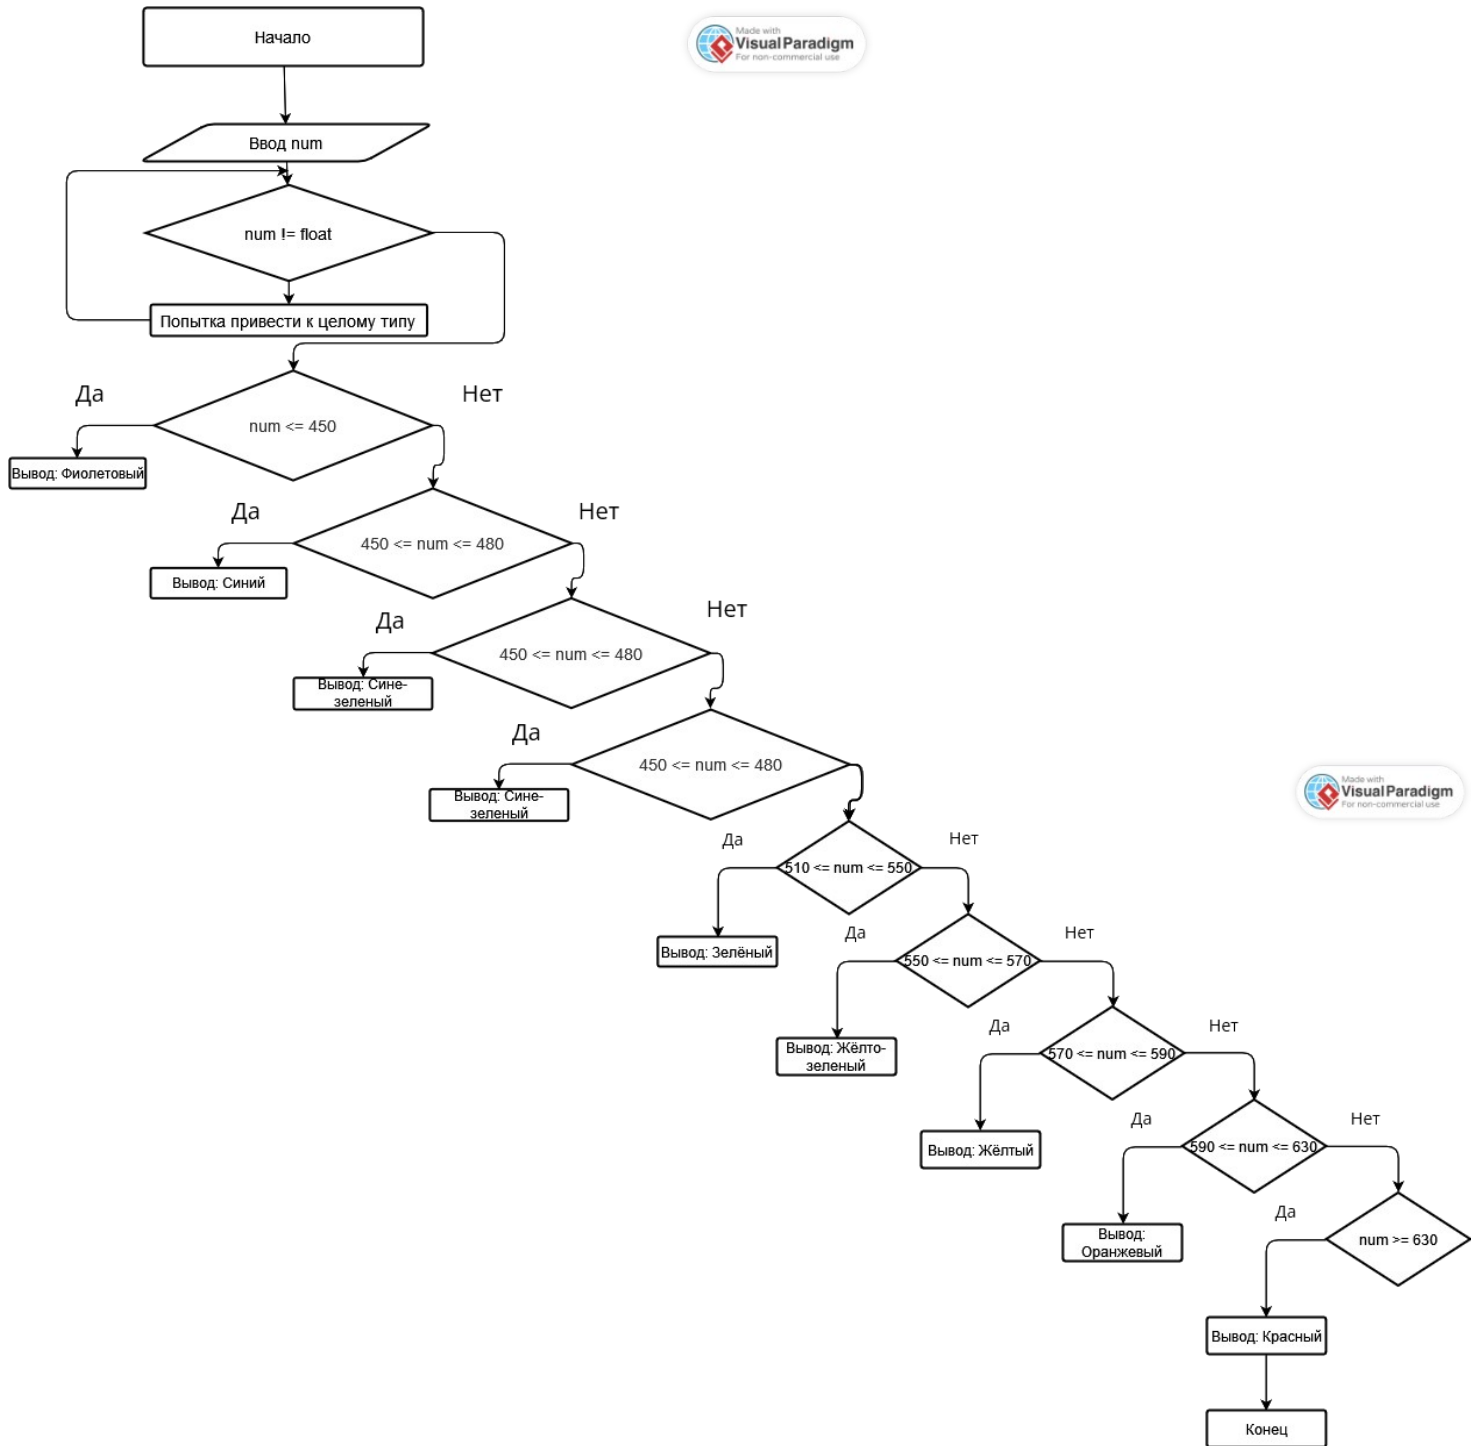 Начало
Made with
Visual Paradigm
For non-commercial use
Ввод num
num != float
Попытка привести к целому типу
Да
Нет
num <= 450
Вывод: Фиолетовый
Да
Нет
450 <= num <= 480
Вывод: Синий
Да
Нет
450 <= num <= 480
Вывод: Сине-
зеленый
Да
450 <= num <= 480
Вывод: Сине-
зеленый
Made with
Visual Paradigm
For non-commercial use
Да
Нет
510 <= num <= 550
Вывод: Зелёный
Да
Нет
550 <= num <= 570
Вывод: Жёлто-
зеленый
Да
Нет
570 <= num <= 590
Вывод: Жёлтый
Да
Нет
590 <= num <= 630
Вывод:
Оранжевый
Да
num >= 630
Вывод: Красный
Конец